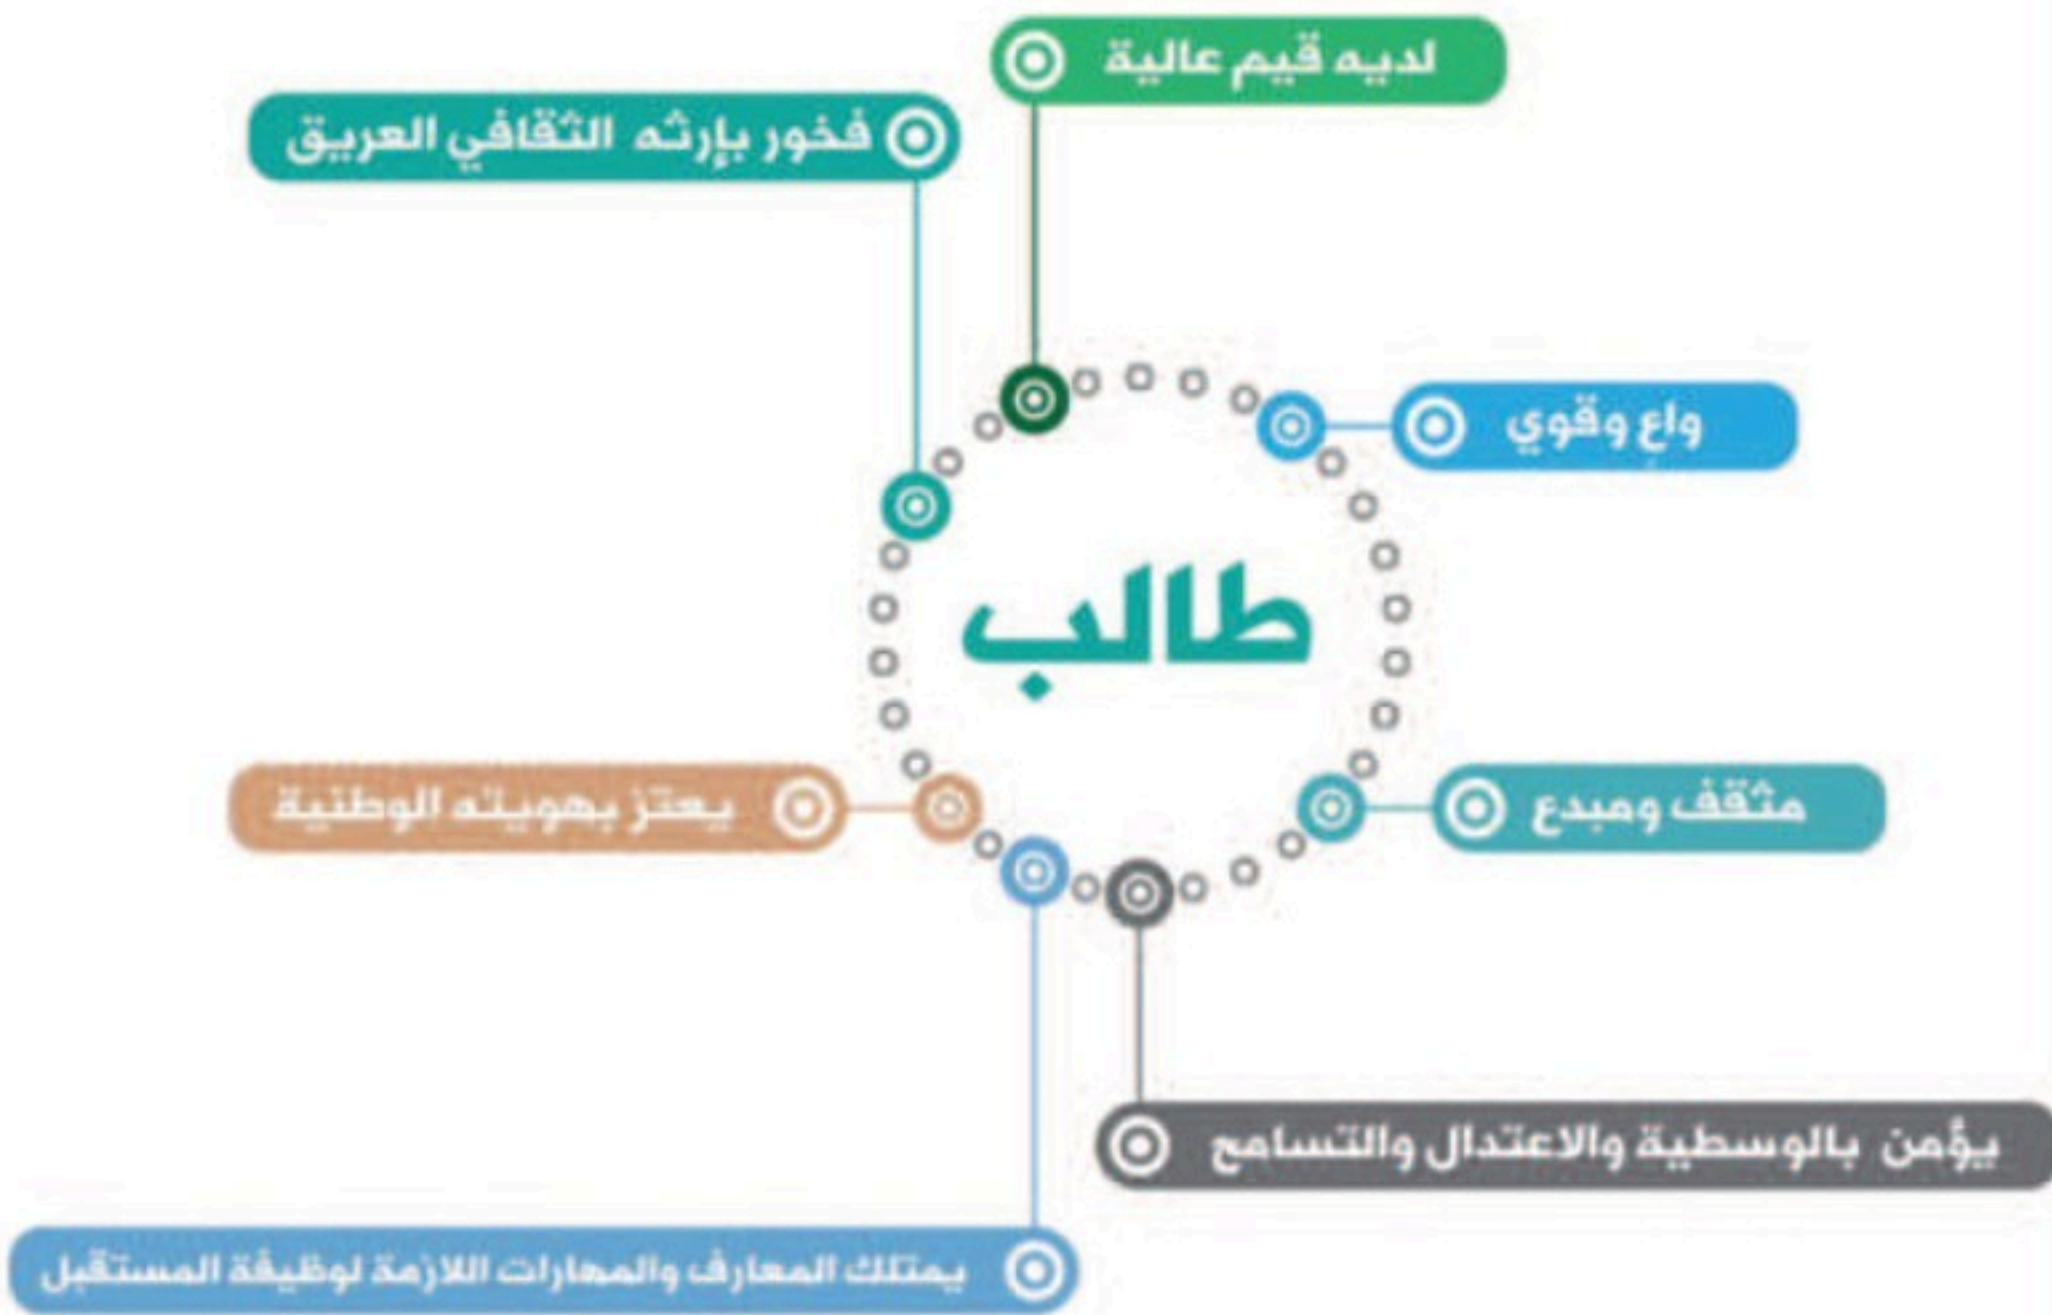 لديه قيم عالية
فخور بإرثه الثقافي العريق
واعٍ وقوي
طالب
يعتز بهويته الوطنية
مثقف ومبدع
يؤمن بالوسطية والاعتدال والتسامح
يمتلك المعارف والمهارات اللازمة لوظيفة المستقبل